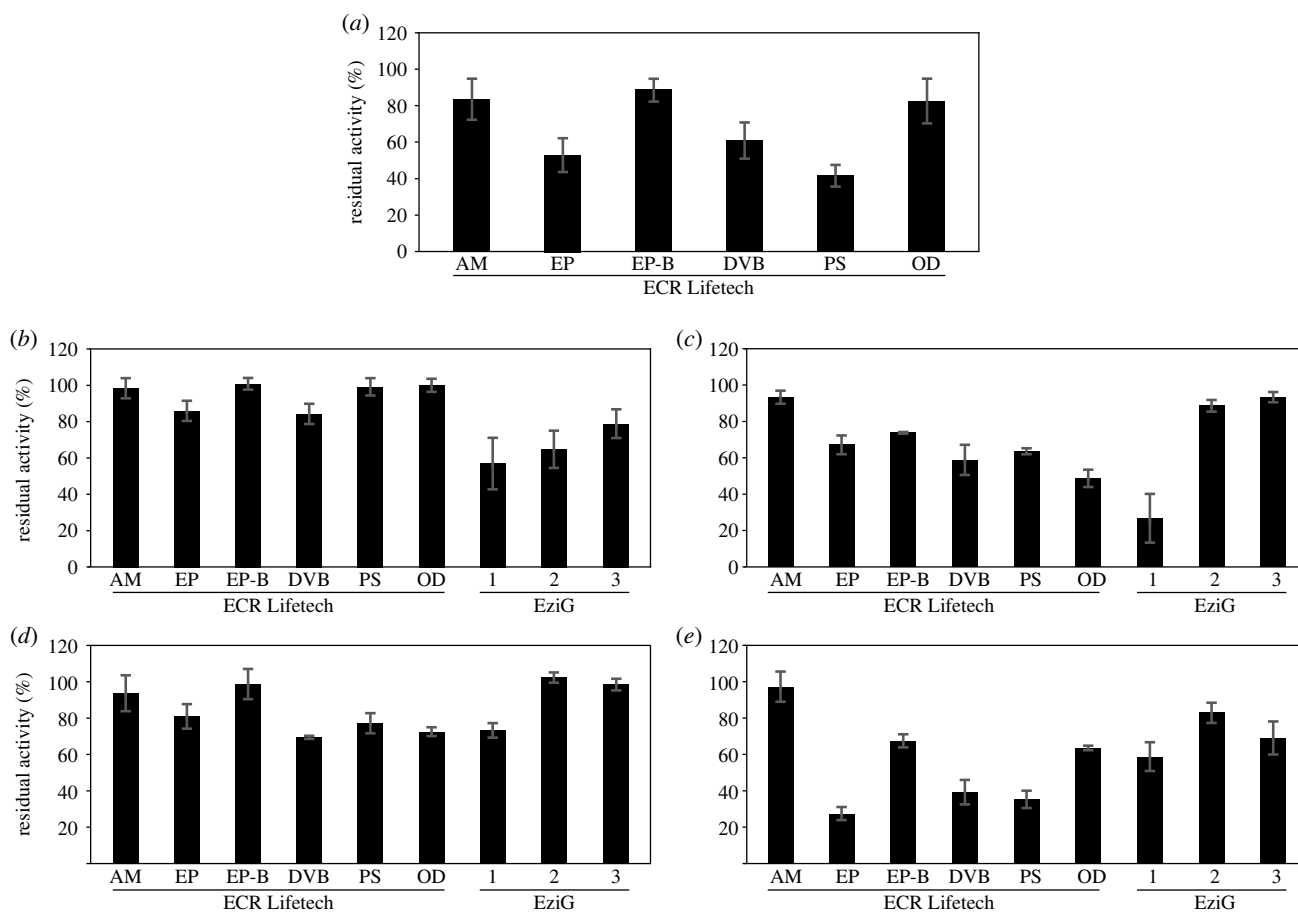 (a)
120
100
80
60
40
20
0
residual activity (%)
AM EP EP-B DVB PS OD
ECR Lifetech
(b)
120
100
80
60
40
20
0
residual activity (%)
AM EP EP-B DVB PS OD 1 2 3
ECR Lifetech EziG
(c)
120
100
80
60
40
20
0
AM EP EP-B DVB PS OD 1 2 3
ECR Lifetech EziG
(d)
120
100
80
60
40
20
residual activity (%)
AM EP EP-B DVB PS OD 1 2 3
ECR Lifetech EziG
(e)
120
100
80
60
40
20
AM EP EP-B DVB PS OD 1 2 3
ECR Lifetech EziG